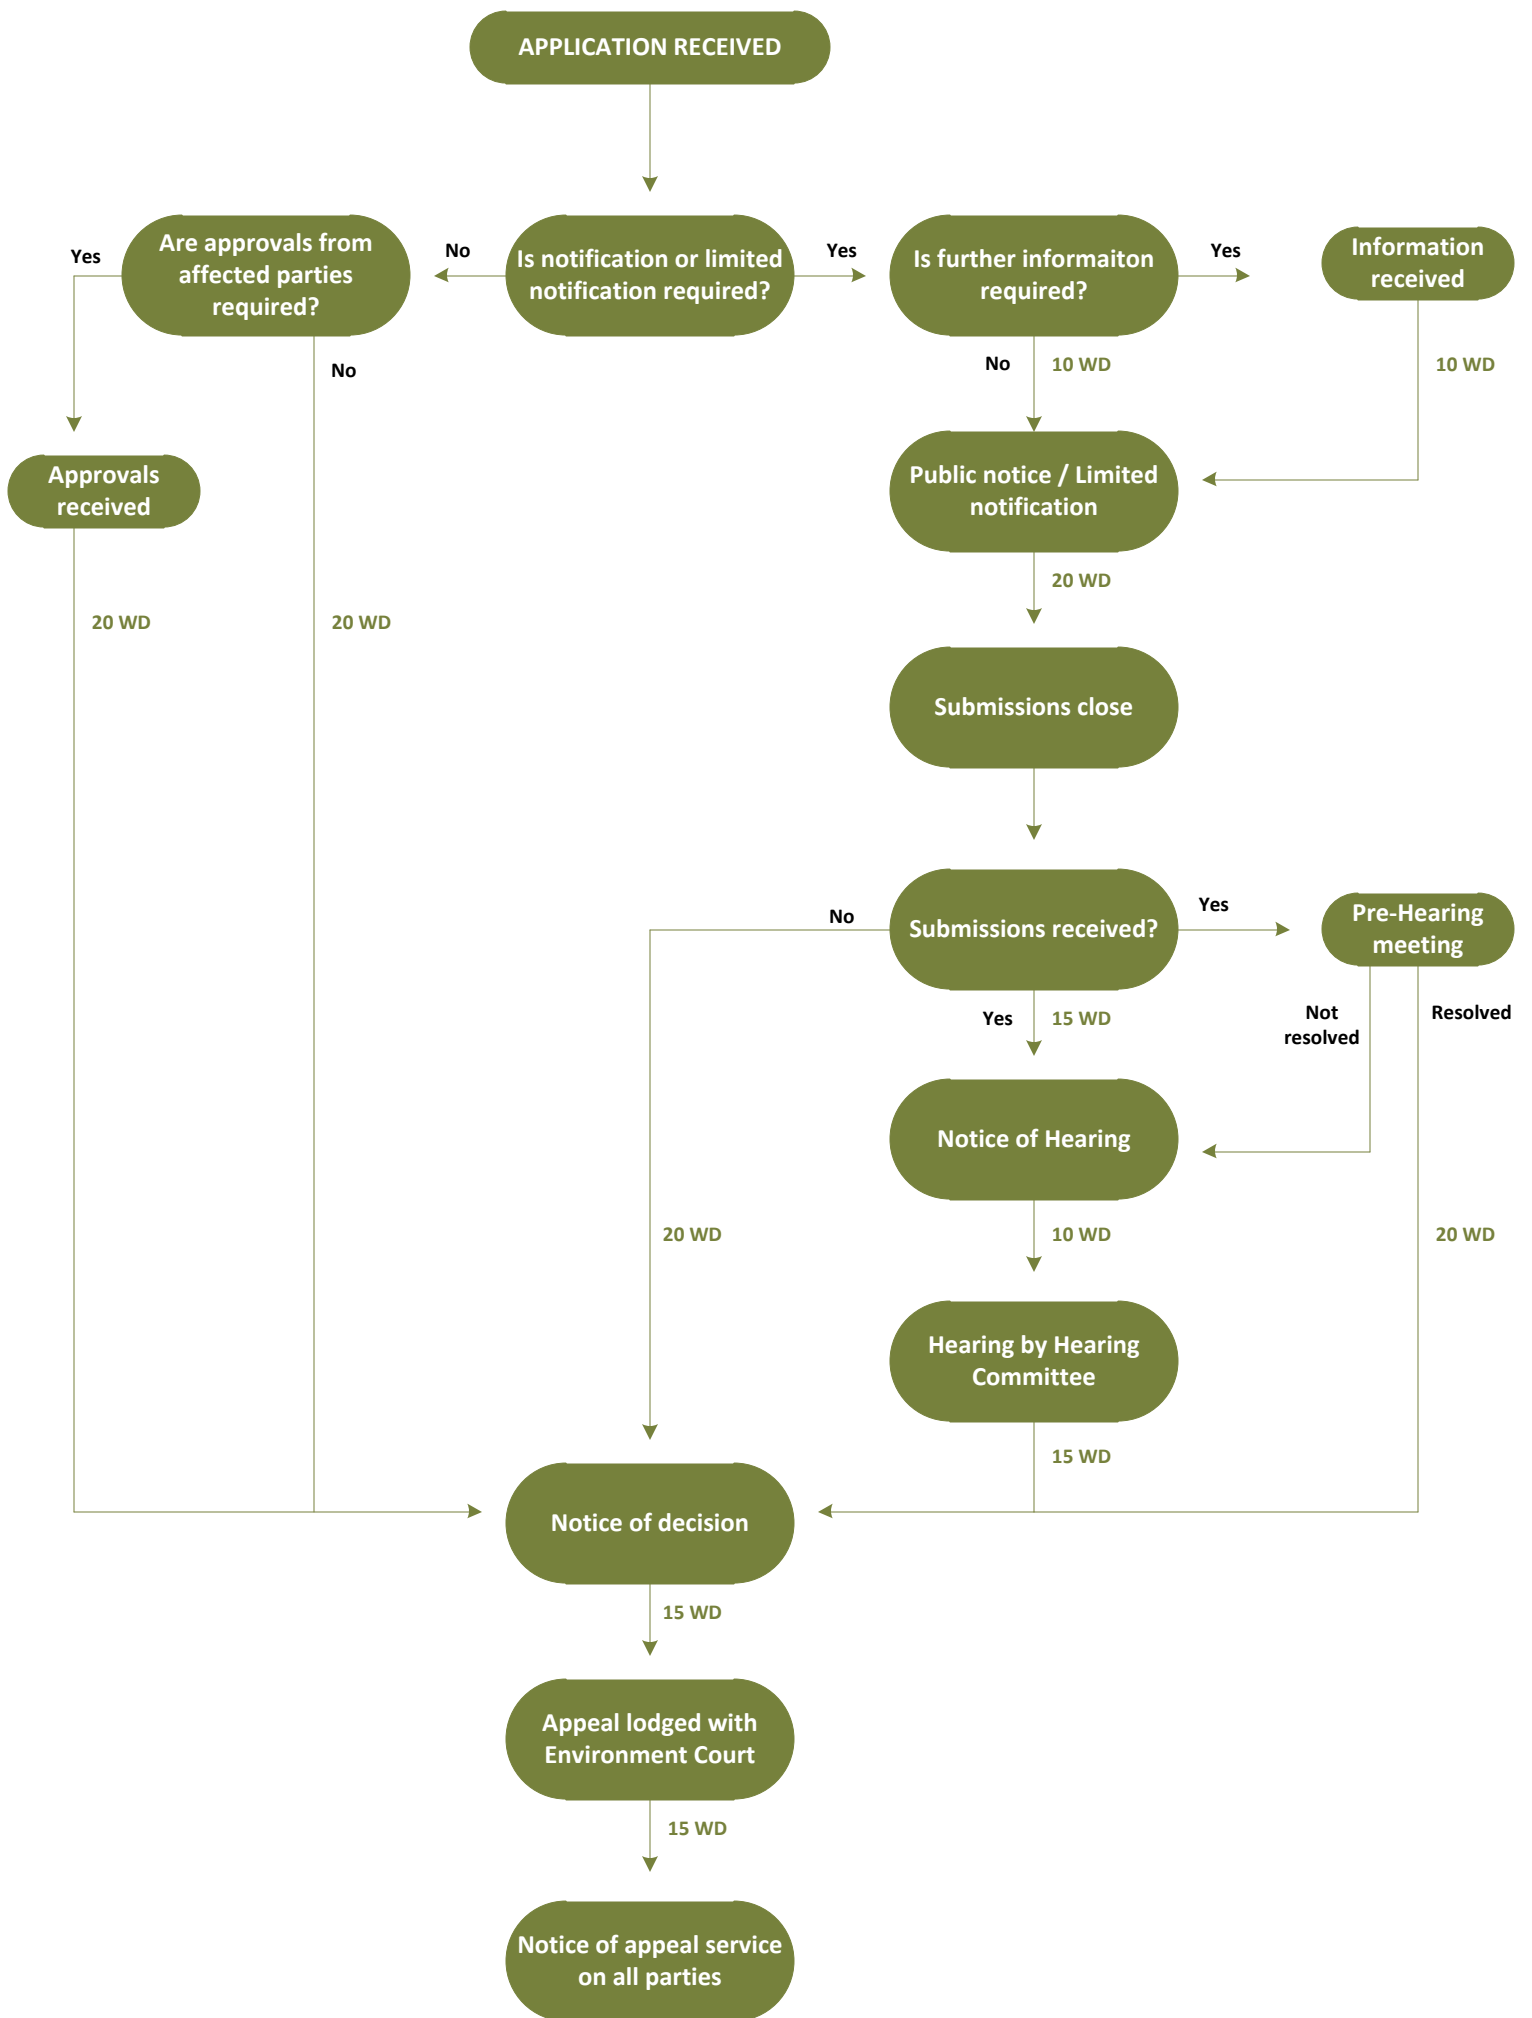 APPLICATION RECEIVED
Yes
Are approvals from
affected parties
required?
No
Is notification or limited
notification required?
Yes
Is further informaiton
required?
Yes
Information
received
No
No
10 WD
10 WD
Approvals
received
Public notice / Limited
notification
20 WD
20 WD
20 WD
Submissions close
No
Submissions received?
Yes
Pre-Hearing
meeting
Yes
15 WD
Not
resolved
Resolved
Notice of Hearing
20 WD
10 WD
20 WD
Hearing by Hearing
Committee
15 WD
Notice of decision
15 WD
Appeal lodged with
Environment Court
15 WD
Notice of appeal service
on all parties